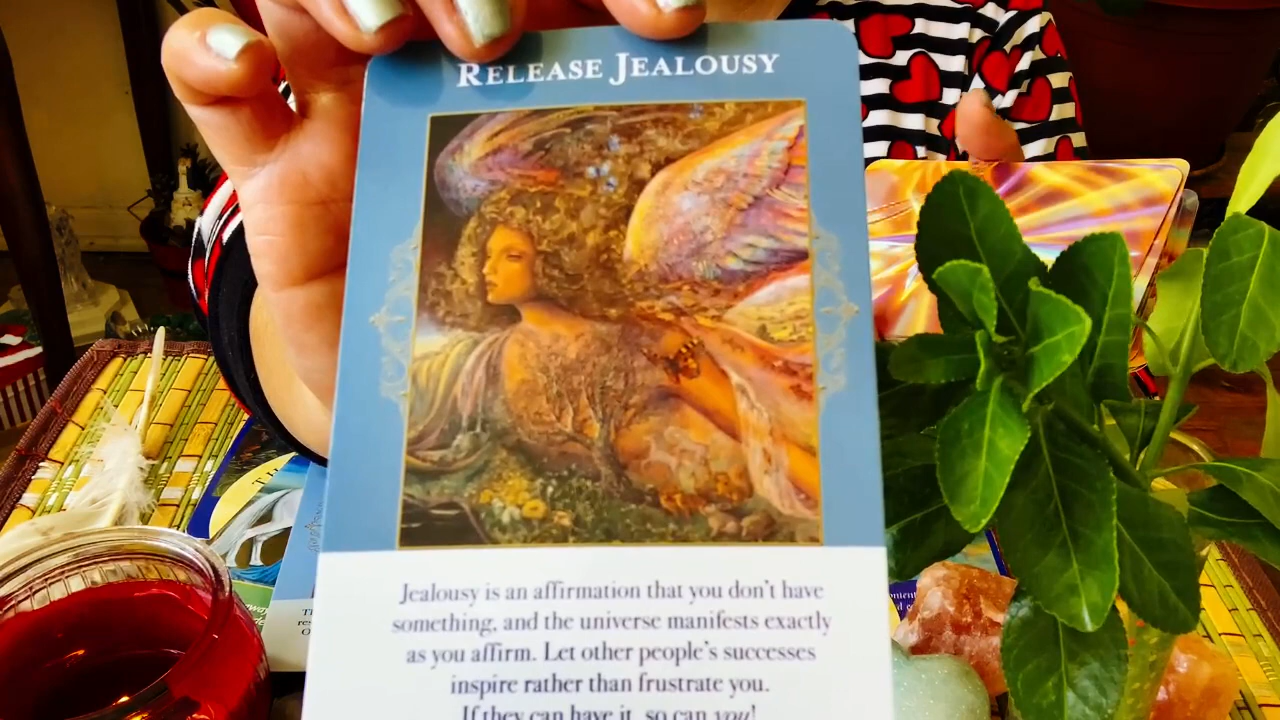 RELEASE JEALOUSY
Jealousy is an affirmation that you don't have
something, and the universe manifests exactly
as you affirm. Let other people's successes
inspire rather than frustrate you.
If they can have it, so can you!